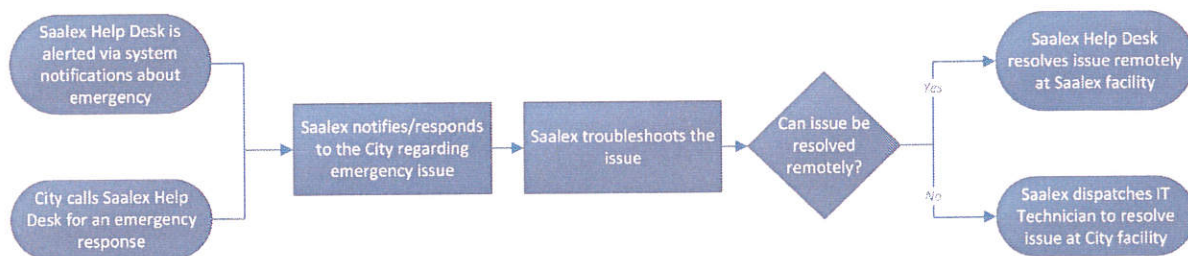 Saalex Help Desk is
alerted via system
notifications about
emergency
City calls Saalex Help
Desk for an emergency
response
Saalex notifies/responds
to the City regarding
emergency issue
Saalex troubleshoots the
issue
Can issue be
resolved
remotely?
Yes
Saalex Help Desk
resolves issue remotely
at Saalex facility
No
Saalex dispatches IT
Technician to resolve
issue at City facility